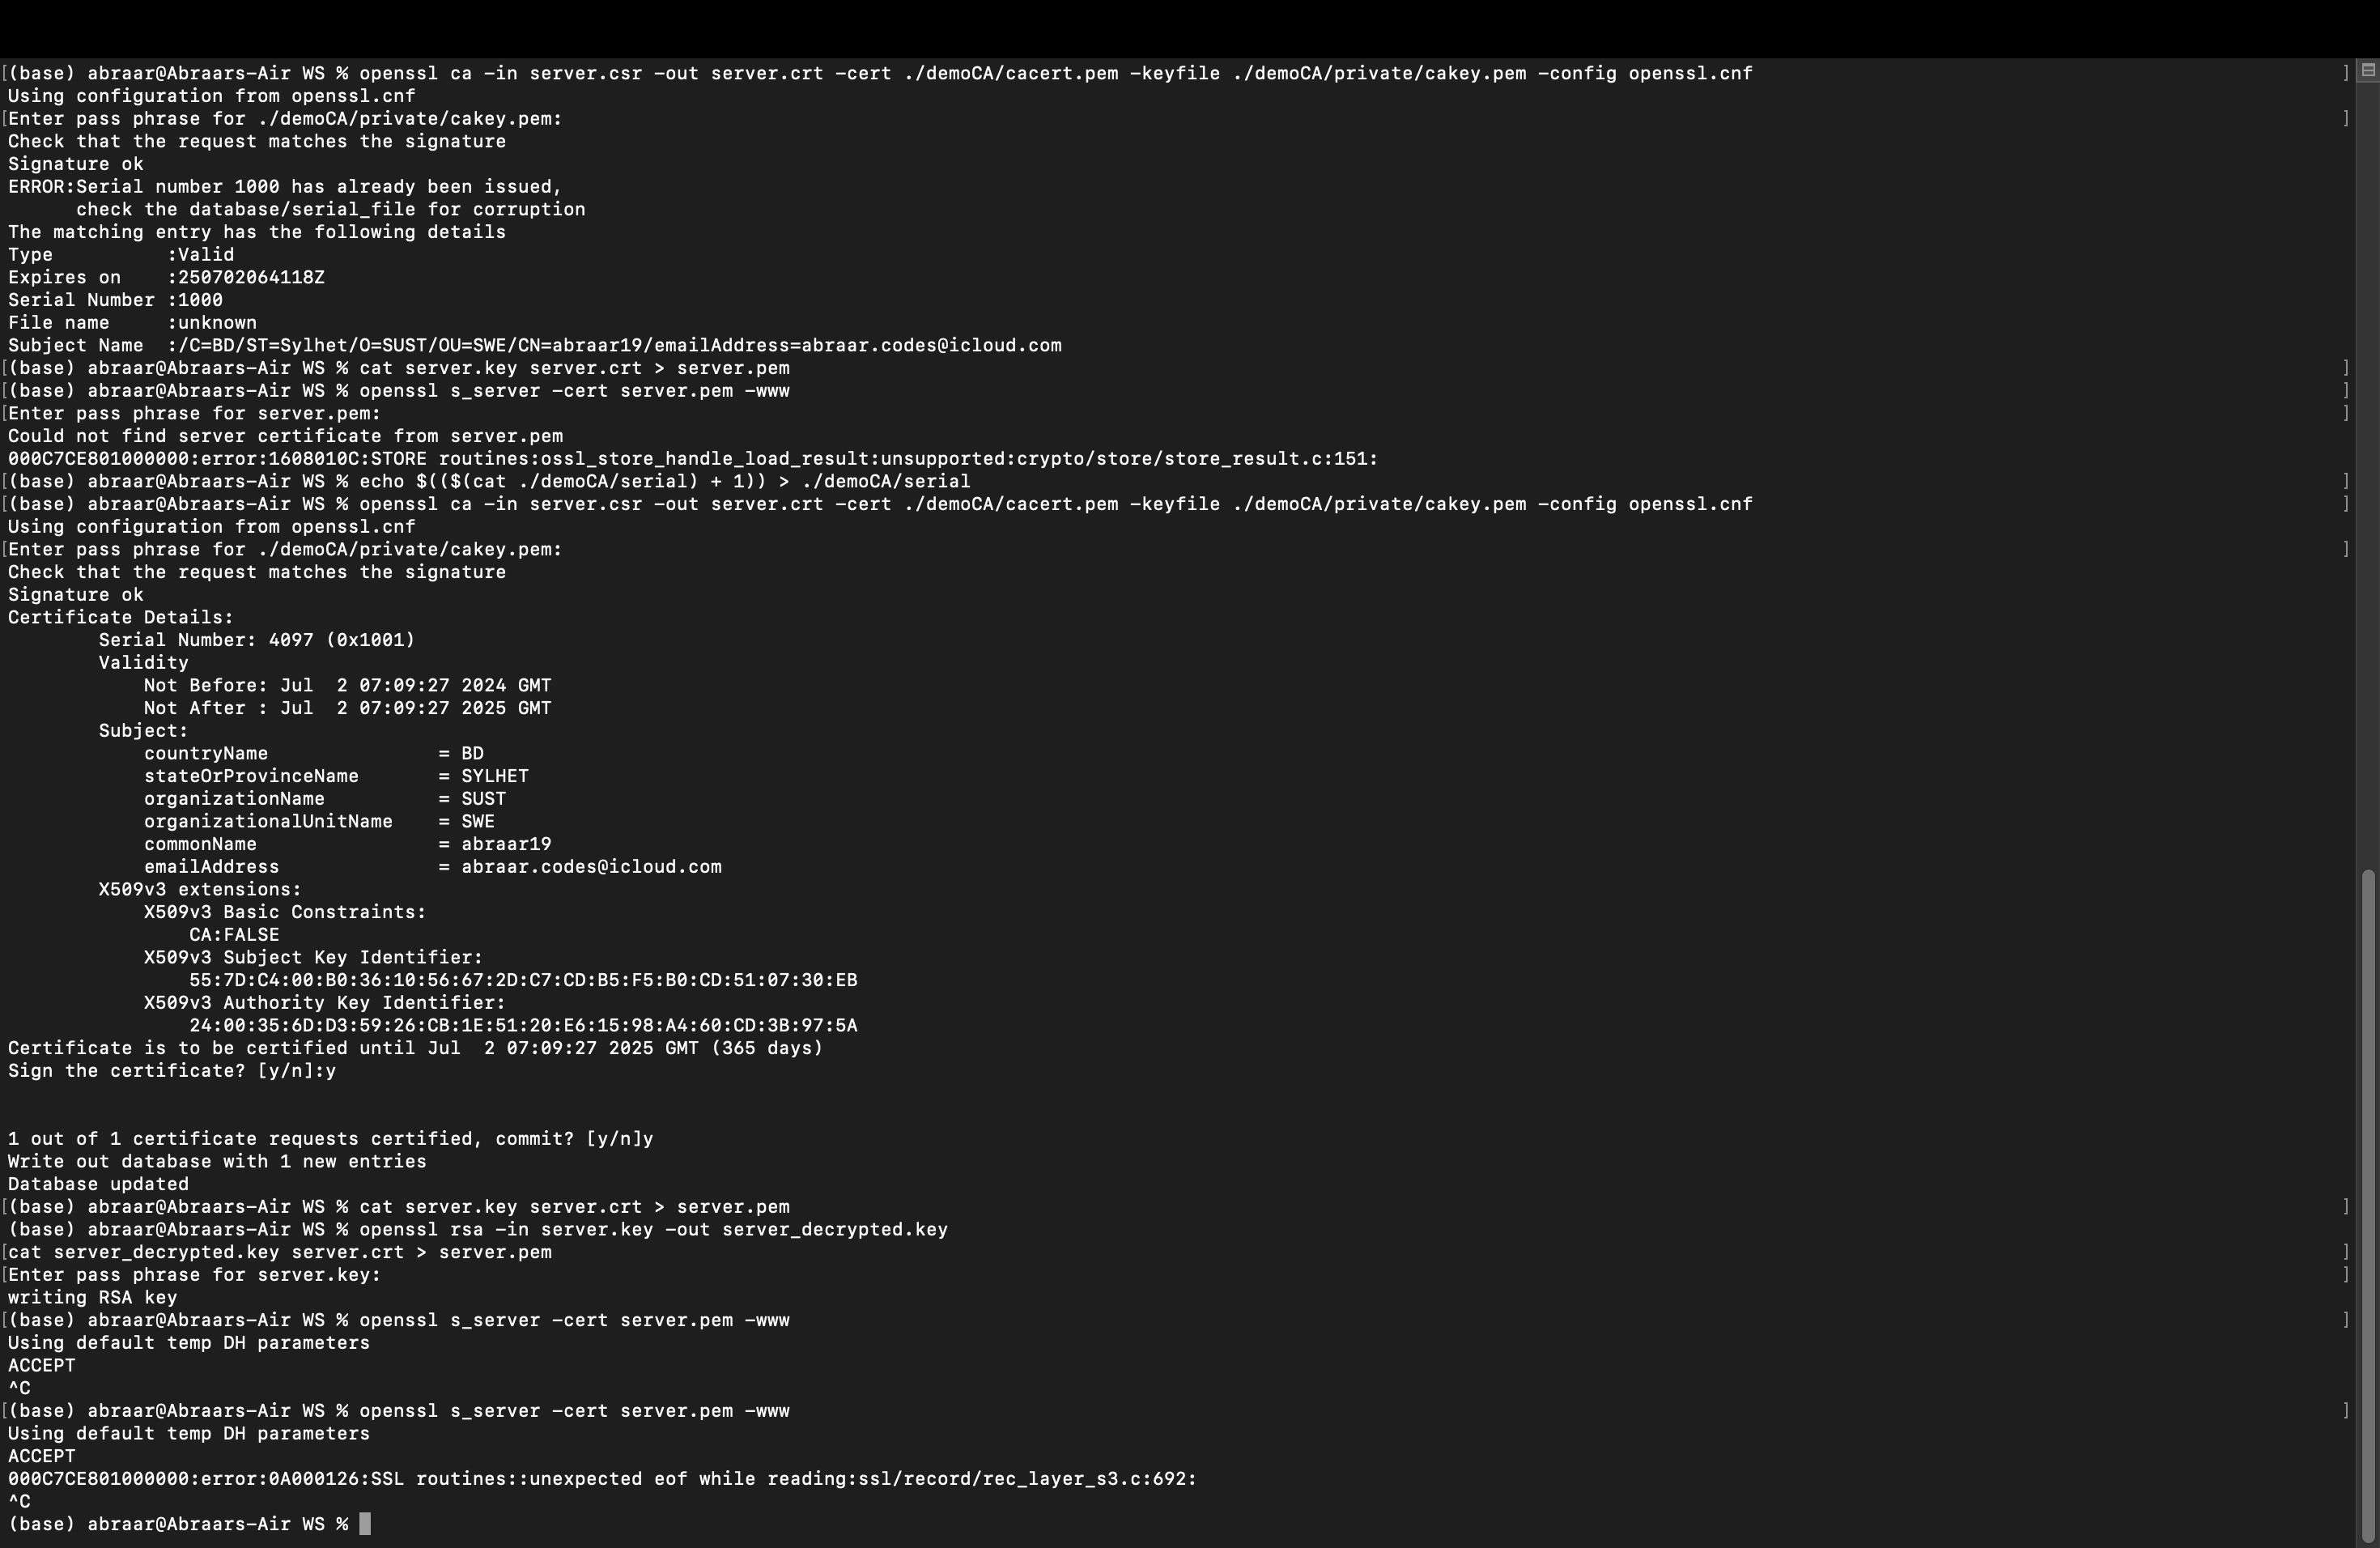 [(base) abraar@Abraars-Air WS % openssl ca -in server.csr -out server.crt -cert ./demoCA/cacert.pem -keyfile ./demoCA/private/cakey.pem -config openssl.cnf ]
Using configuration from openssl.cnf
[Enter pass phrase for ./demoCA/private/cakey.pem: ]
Check that the request matches the signature
Signature ok
ERROR:Serial number 1000 has already been issued,
      check the database/serial_file for corruption
The matching entry has the following details
Type          :Valid
Expires on    :250702064118Z
Serial Number :1000
File name     :unknown
Subject Name  :/C=BD/ST=Sylhet/O=SUST/OU=SWE/CN=abraar19/emailAddress=abraar.codes@icloud.com
[(base) abraar@Abraars-Air WS % cat server.key server.crt > server.pem ]
[(base) abraar@Abraars-Air WS % openssl s_server -cert server.pem -www ]
[Enter pass phrase for server.pem: ]
Could not find server certificate from server.pem
000C7CE801000000:error:1608010C:STORE routines:ossl_store_handle_load_result:unsupported:crypto/store/store_result.c:151:
[(base) abraar@Abraars-Air WS % echo $(($(cat ./demoCA/serial) + 1)) > ./demoCA/serial ]
[(base) abraar@Abraars-Air WS % openssl ca -in server.csr -out server.crt -cert ./demoCA/cacert.pem -keyfile ./demoCA/private/cakey.pem -config openssl.cnf ]
Using configuration from openssl.cnf
[Enter pass phrase for ./demoCA/private/cakey.pem: ]
Check that the request matches the signature
Signature ok
Certificate Details:
        Serial Number: 4097 (0x1001)
        Validity
            Not Before: Jul  2 07:09:27 2024 GMT
            Not After : Jul  2 07:09:27 2025 GMT
        Subject:
            countryName               = BD
            stateOrProvinceName       = SYLHET
            organizationName          = SUST
            organizationalUnitName    = SWE
            commonName                = abraar19
            emailAddress              = abraar.codes@icloud.com
        X509v3 extensions:
            X509v3 Basic Constraints:
                CA:FALSE
            X509v3 Subject Key Identifier:
                55:7D:C4:00:B0:36:10:56:67:2D:C7:CD:B5:F5:B0:CD:51:07:30:EB
            X509v3 Authority Key Identifier:
                24:00:35:6D:D3:59:26:CB:1E:51:20:E6:15:98:A4:60:CD:3B:97:5A
Certificate is to be certified until Jul  2 07:09:27 2025 GMT (365 days)
Sign the certificate? [y/n]:y
1 out of 1 certificate requests certified, commit? [y/n]y
Write out database with 1 new entries
Database updated
[(base) abraar@Abraars-Air WS % cat server.key server.crt > server.pem ]
(base) abraar@Abraars-Air WS % openssl rsa -in server.key -out server_decrypted.key
[cat server_decrypted.key server.crt > server.pem ]
[Enter pass phrase for server.key: ]
writing RSA key
[(base) abraar@Abraars-Air WS % openssl s_server -cert server.pem -www ]
Using default temp DH parameters
ACCEPT
^C
[(base) abraar@Abraars-Air WS % openssl s_server -cert server.pem -www ]
Using default temp DH parameters
ACCEPT
000C7CE801000000:error:0A000126:SSL routines::unexpected eof while reading:ssl/record/rec_layer_s3.c:692:
^C
(base) abraar@Abraars-Air WS %